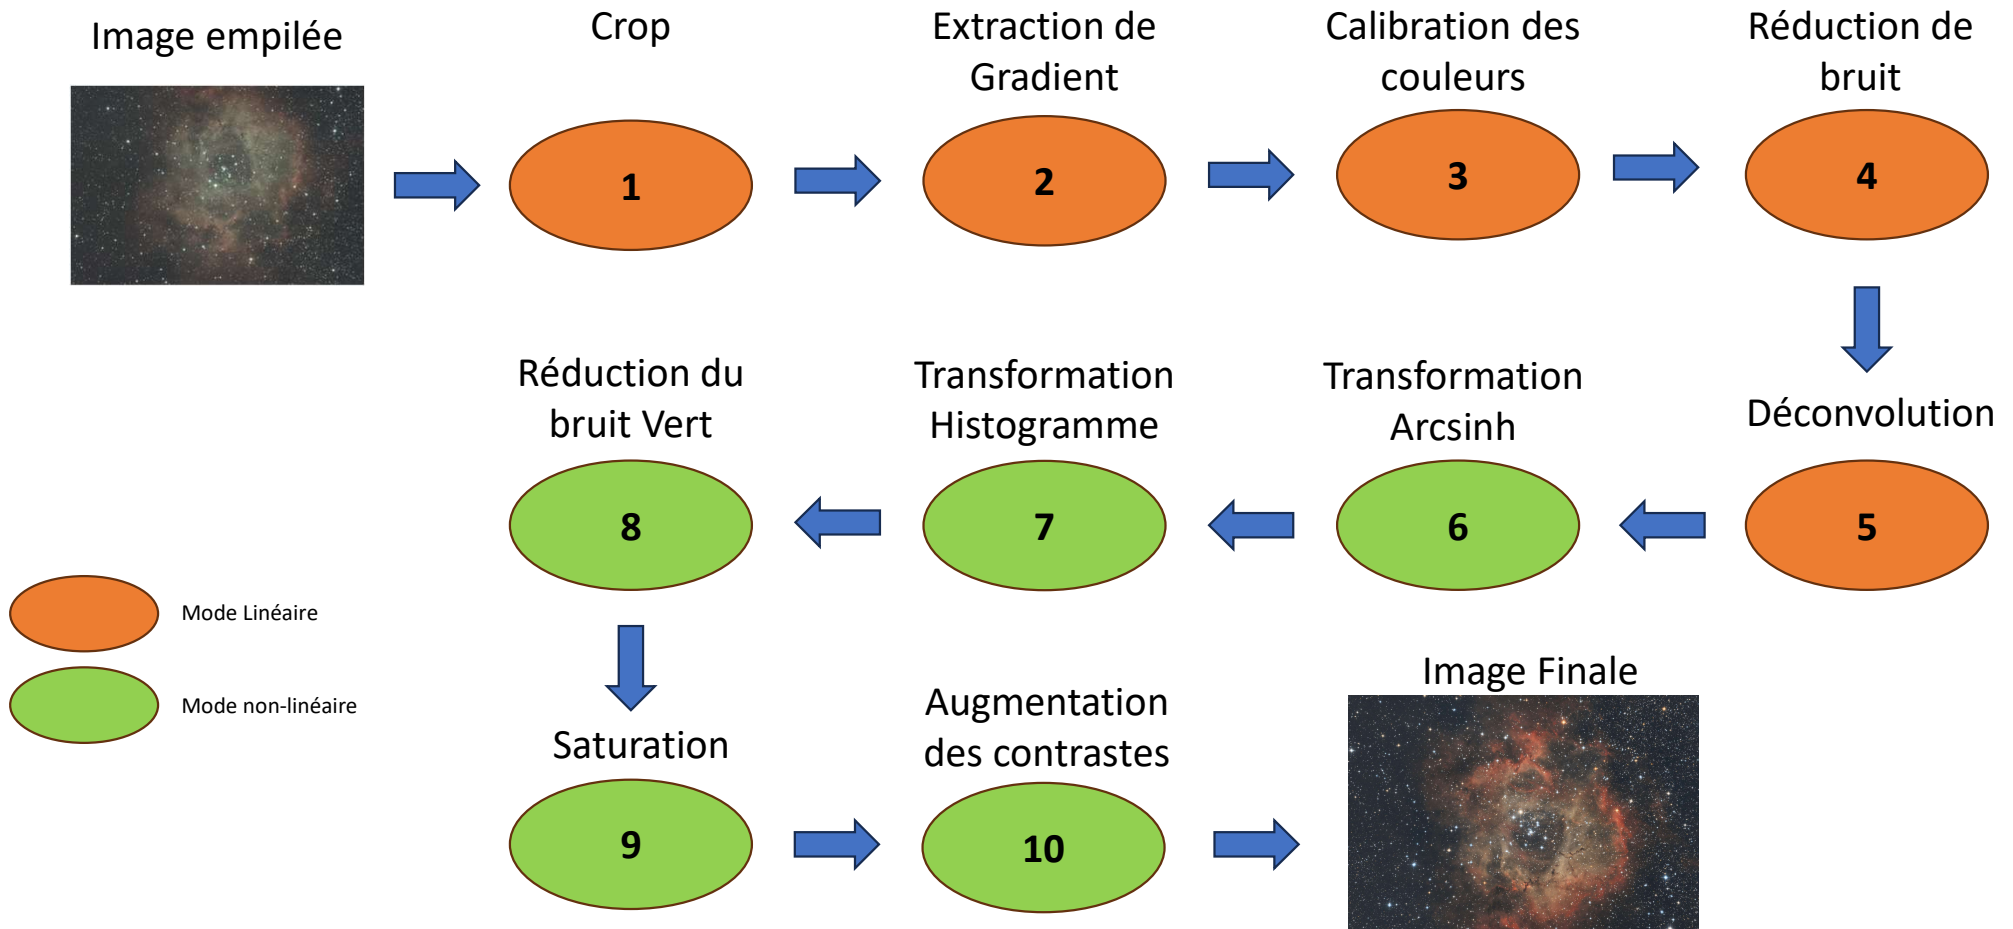 Image empilée
Crop
Extraction de
Gradient
Calibration des
couleurs
Réduction de
bruit
1
2
3
4
Réduction du
bruit Vert
Transformation
Histogramme
Transformation
Arcsinh
Déconvolution
8
7
6
5
Mode Linéaire
Mode non-linéaire
Saturation
Augmentation
des contrastes
Image Finale
9
10